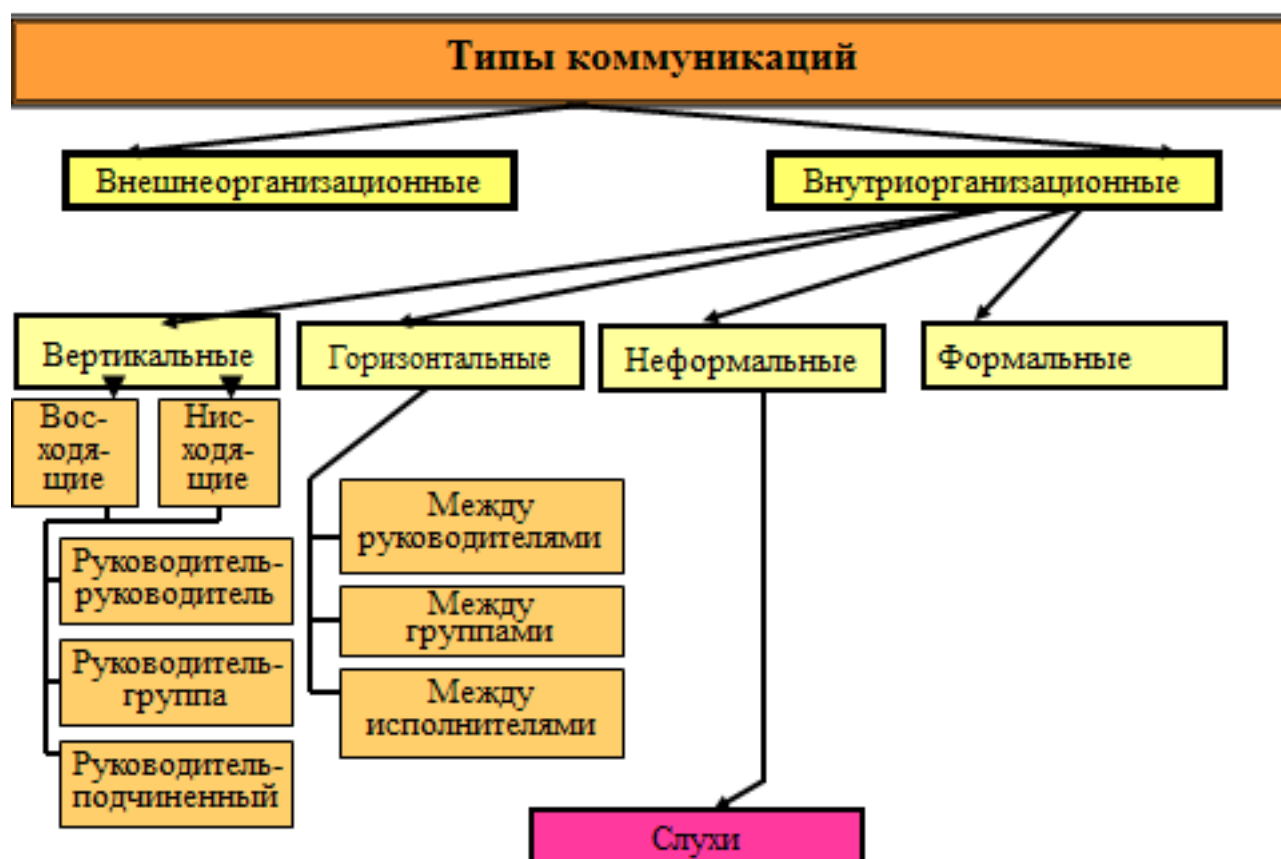 Типы коммуникаций
Внешнеорганизационные
Внутриорганизационные
Вертикальные
Горизонтальные
Неформальные
Формальные
Вос-
ходя-
щие
Нис-
ходя-
щие
Руководитель-
руководитель
Руководитель-
группа
Руководитель-
подчиненный
Между
руководителями
Между
группами
Между
исполнителями
Слухи